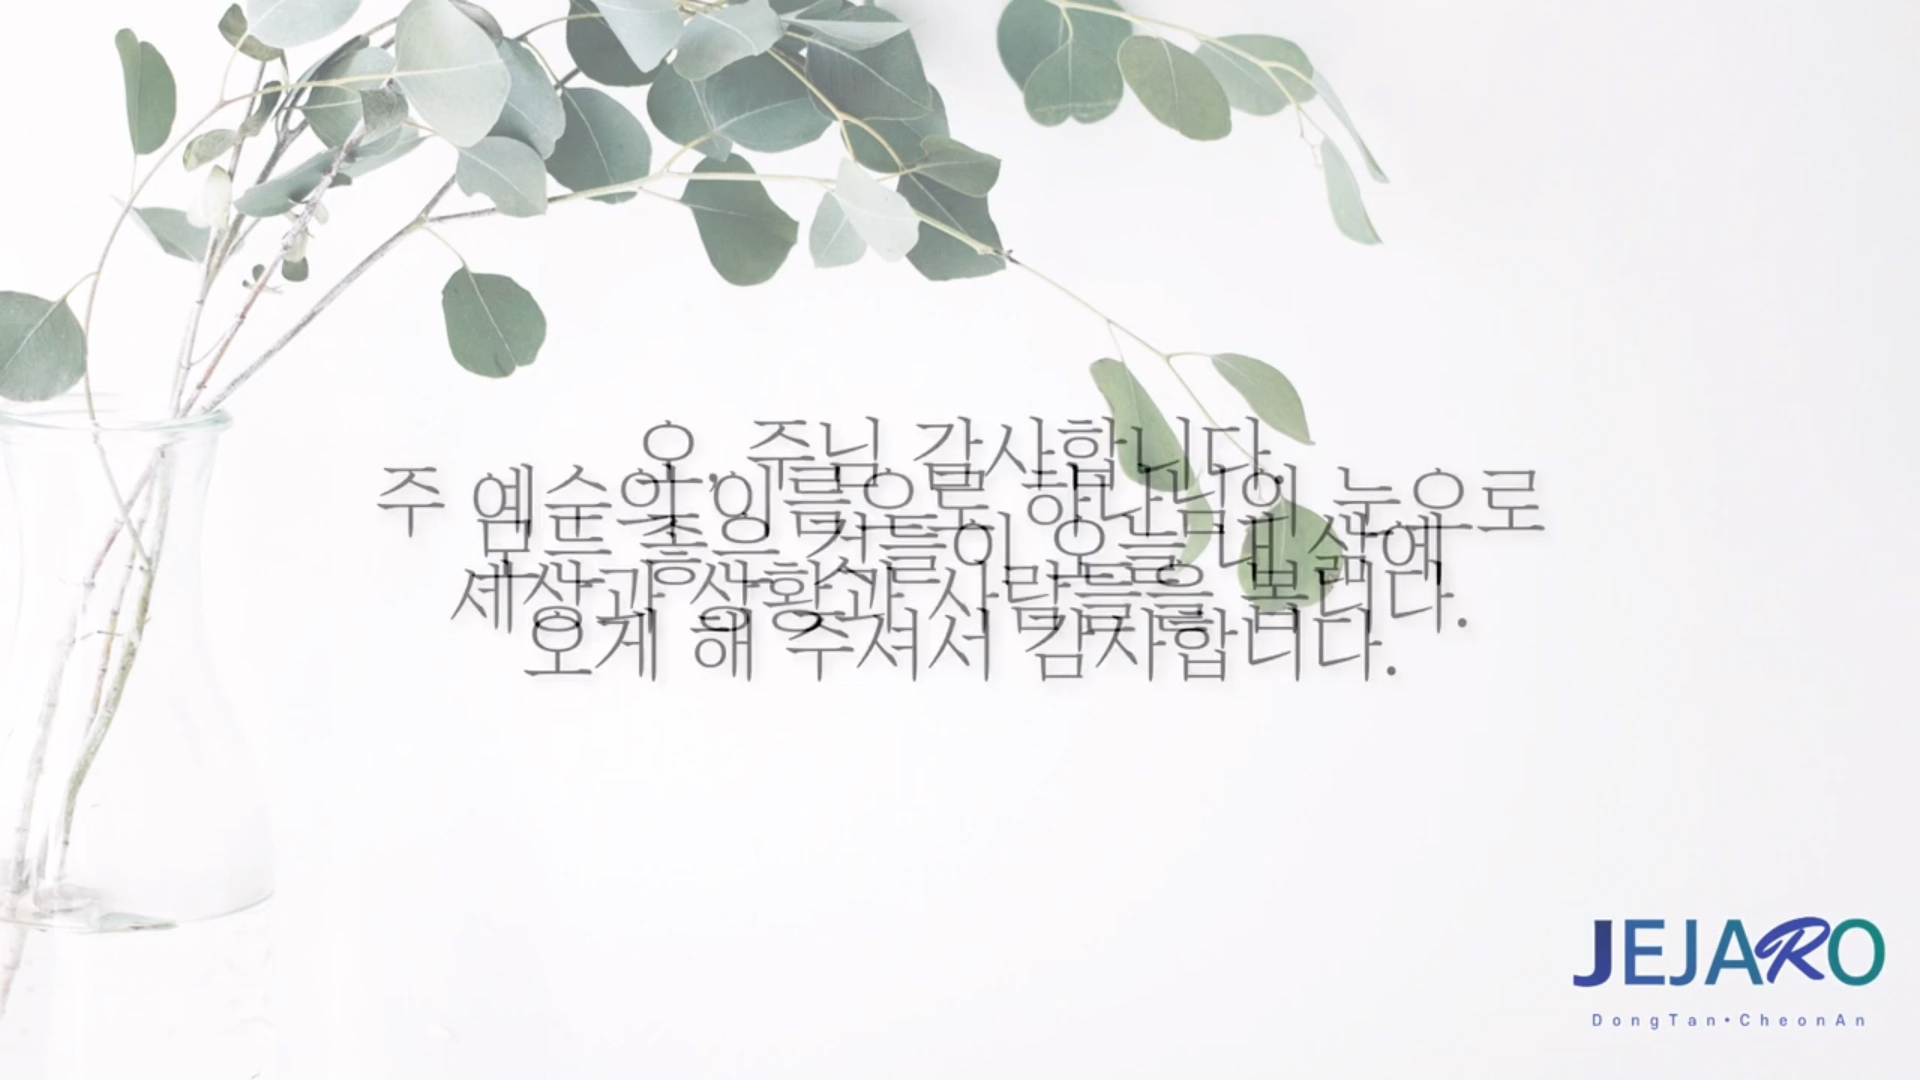 오, 주님 감사합니다.
주 예수의 이름으로 하나님의 눈으로
모든 좋은 것들이 오늘 내 삶에
세상과 상황과 사람들을 봅니다.
오게 해 주셔서 감사합니다.
JEJARO
DongTan•CheonAn